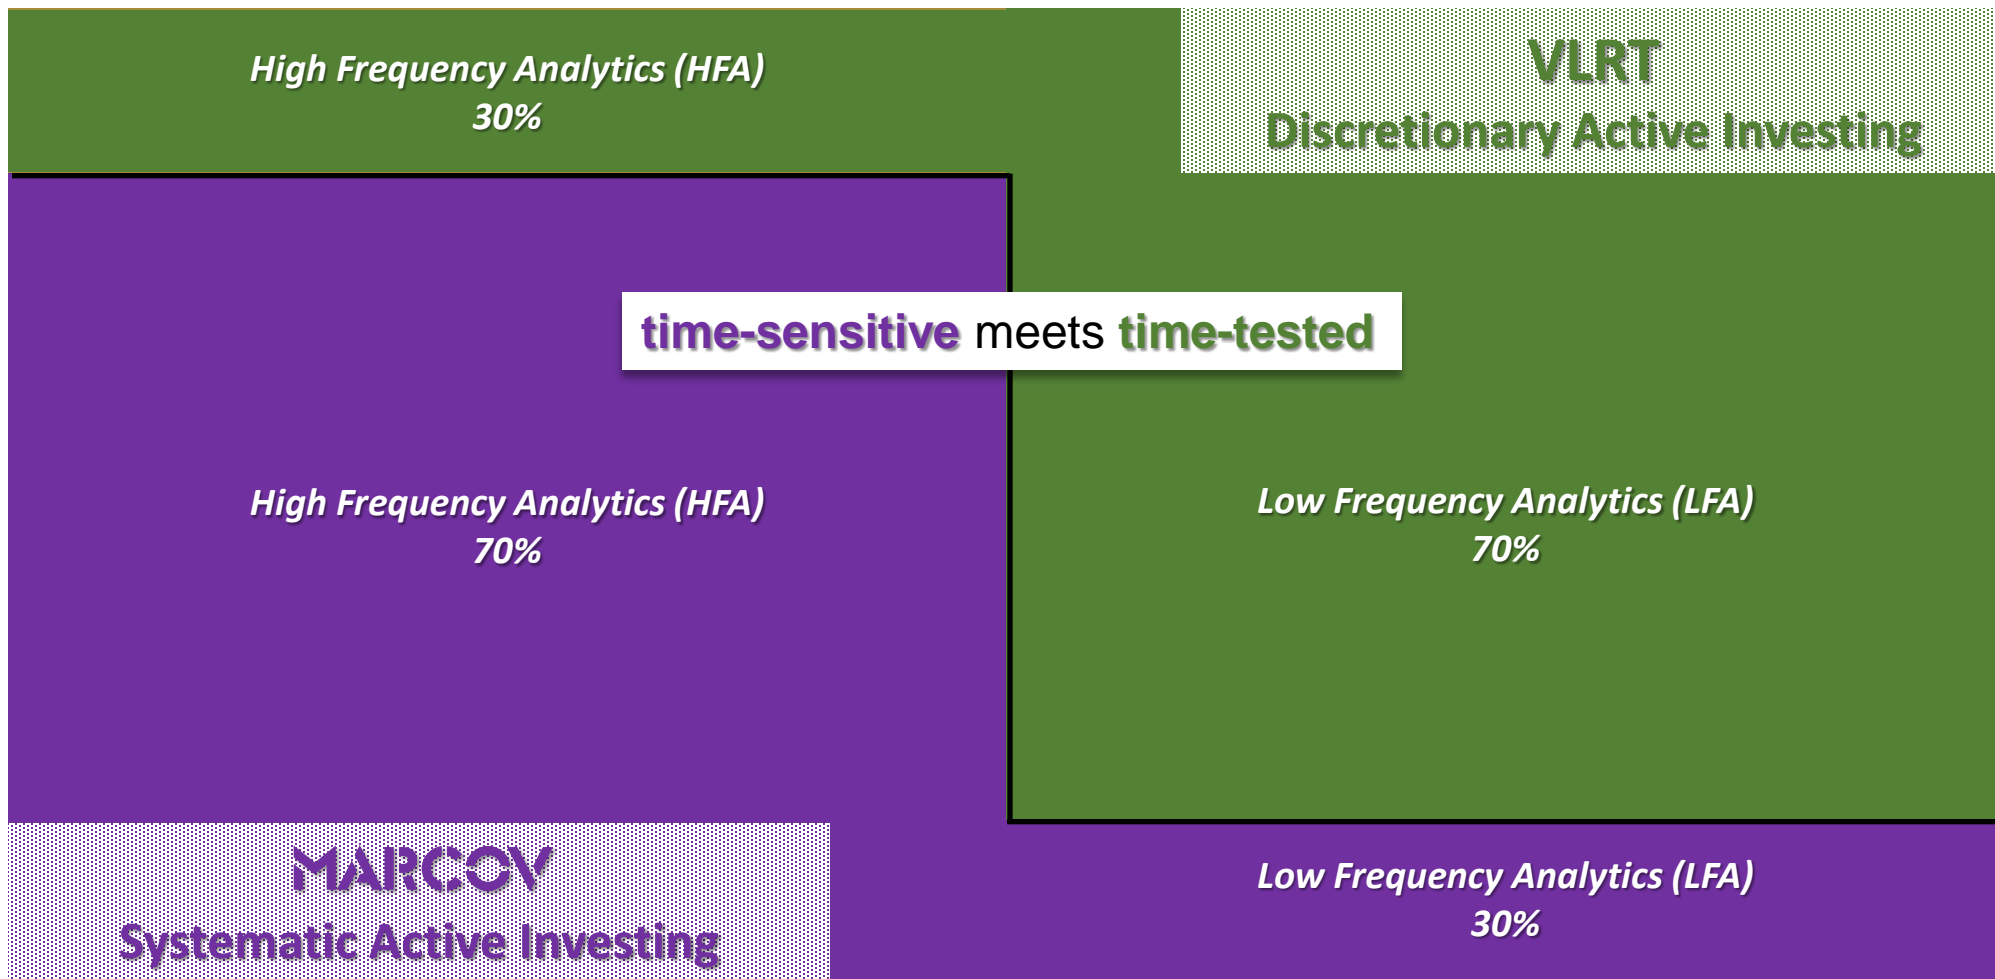 High Frequency Analytics (HFA)
30%
VLRT
Discretionary Active Investing
time-sensitive meets time-tested
High Frequency Analytics (HFA)
70%
Low Frequency Analytics (LFA)
70%
MARCOV
Systematic Active Investing
Low Frequency Analytics (LFA)
30%